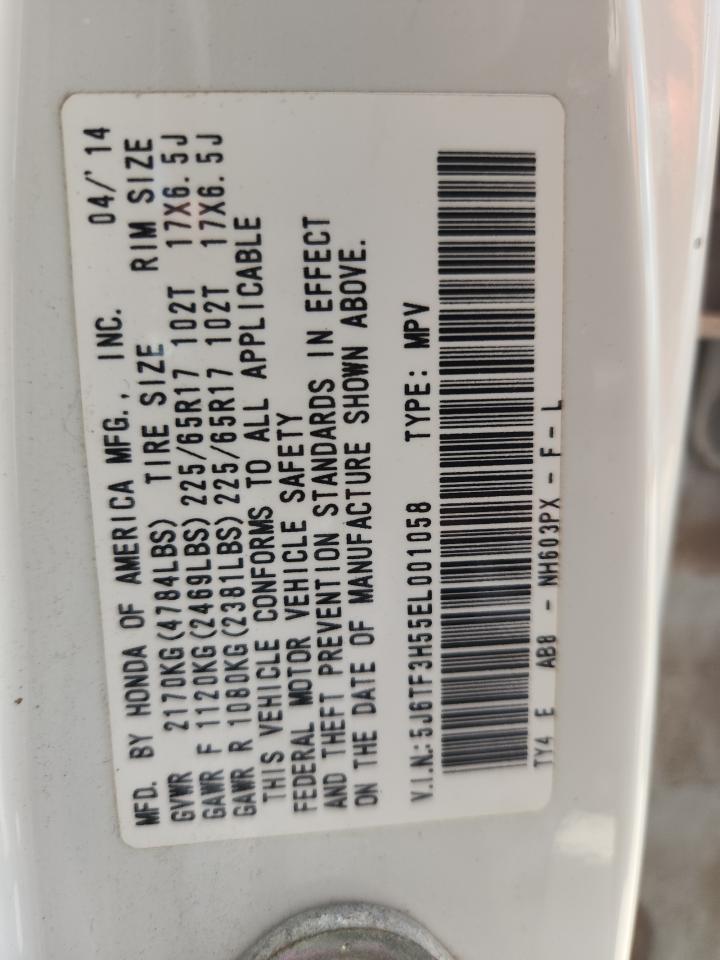 MFD. BY HONDA OF AMERICA MFG., INC. 04/'14
GVWR 2170KG(4784LBS) TIRE SIZE RIM SIZE
GAWR F 1120KG(2469LBS) 225/65R17 102T 17X6.5J
GAWR R 1080KG(2381LBS) 225/65R17 102T 17X6.5J
THIS VEHICLE CONFORMS TO ALL APPLICABLE
FEDERAL MOTOR VEHICLE SAFETY
AND THEFT PREVENTION STANDARDS IN EFFECT
ON THE DATE OF MANUFACTURE SHOWN ABOVE.
V.I.N.: 5J6TF3H55EL001058 TYPE: MPV
TY4 E AB8 - NH603PX - F - L